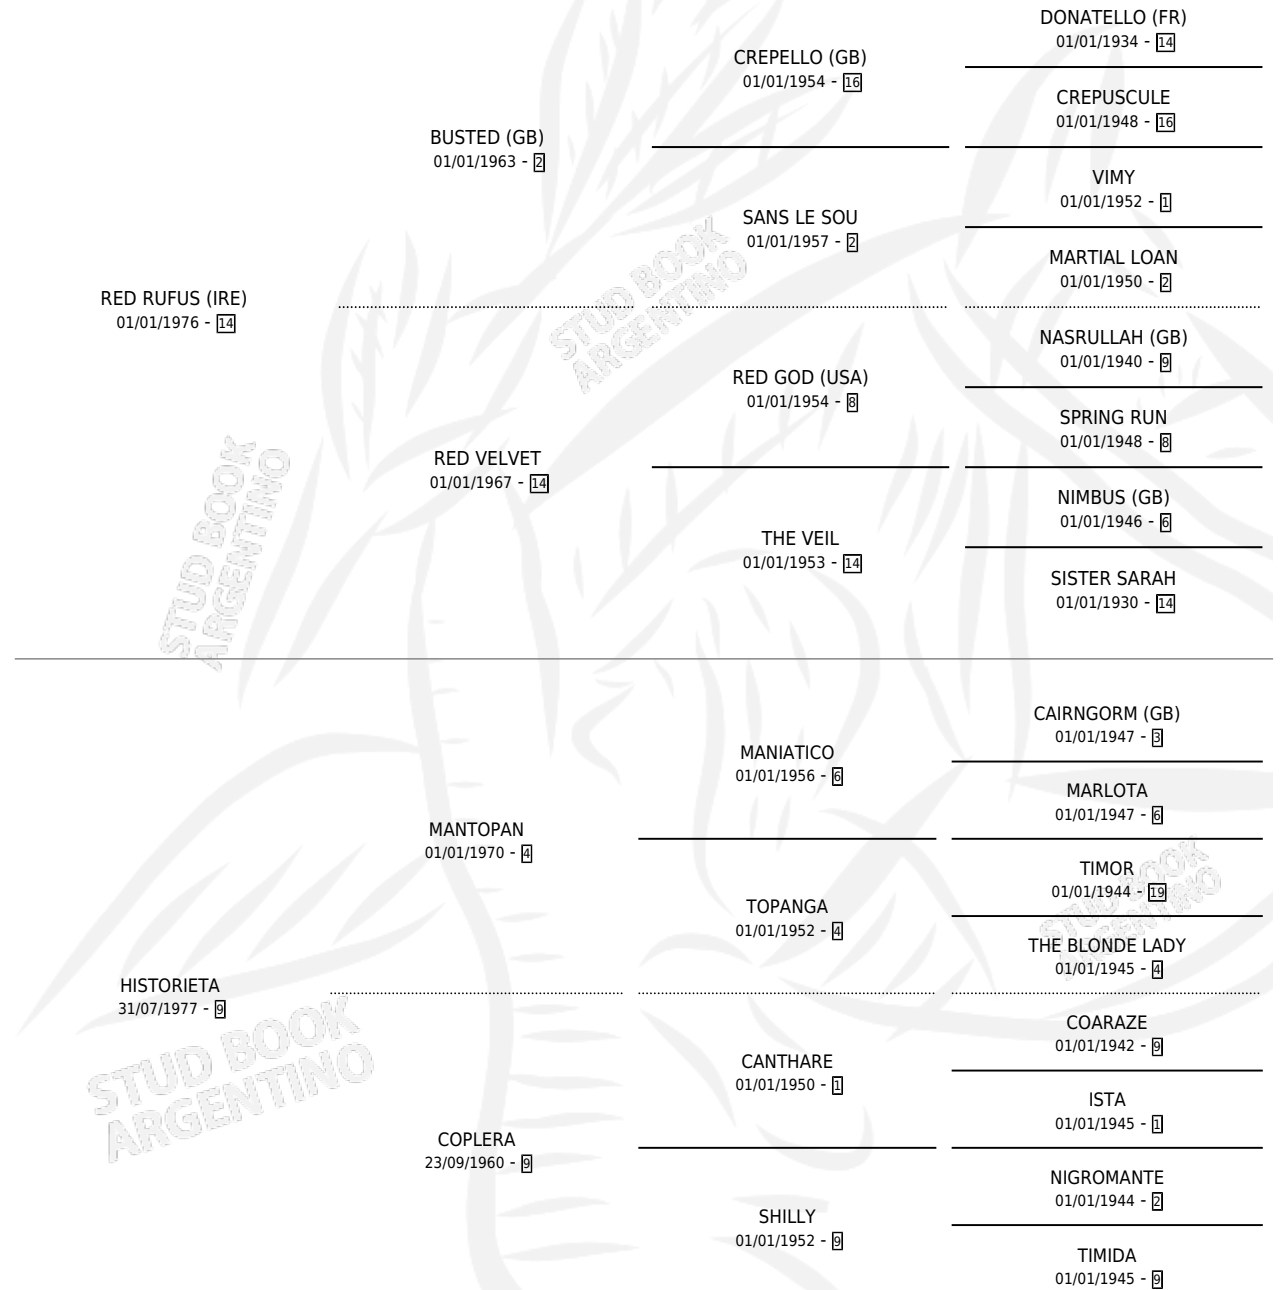 DONATELLO (FR)
01/01/1934 - 14
CREPELLO (GB)
01/01/1954 - 16
CREPUSCULE
01/01/1948 - 16
BUSTED (GB)
01/01/1963 - 2
VIMY
01/01/1952 - 1
SANS LE SOU
01/01/1957 - 2
MARTIAL LOAN
01/01/1950 - 2
RED RUFUS (IRE)
01/01/1976 - 14
NASRULLAH (GB)
01/01/1940 - 9
RED GOD (USA)
01/01/1954 - 8
SPRING RUN
01/01/1948 - 8
RED VELVET
01/01/1967 - 14
NIMBUS (GB)
01/01/1946 - 6
THE VEIL
01/01/1953 - 14
SISTER SARAH
01/01/1930 - 14
CAIRNGORM (GB)
01/01/1947 - 3
MANIATICO
01/01/1956 - 6
MARLOTA
01/01/1947 - 6
MANTOPAN
01/01/1970 - 4
TIMOR
01/01/1944 - 19
TOPANGA
01/01/1952 - 4
THE BLONDE LADY
01/01/1945 - 4
HISTORIETA
31/07/1977 - 9
COARAZE
01/01/1942 - 9
CANTHARE
01/01/1950 - 1
ISTA
01/01/1945 - 1
COPLERA
23/09/1960 - 9
NIGROMANTE
01/01/1944 - 2
SHILLY
01/01/1952 - 9
TIMIDA
01/01/1945 - 9
STUD BOOK
ARGENTINO
STUD BOOK
ARGENTINO
STUD BOOK
ARGENTINO
STUD BOOK
ARGENTINO